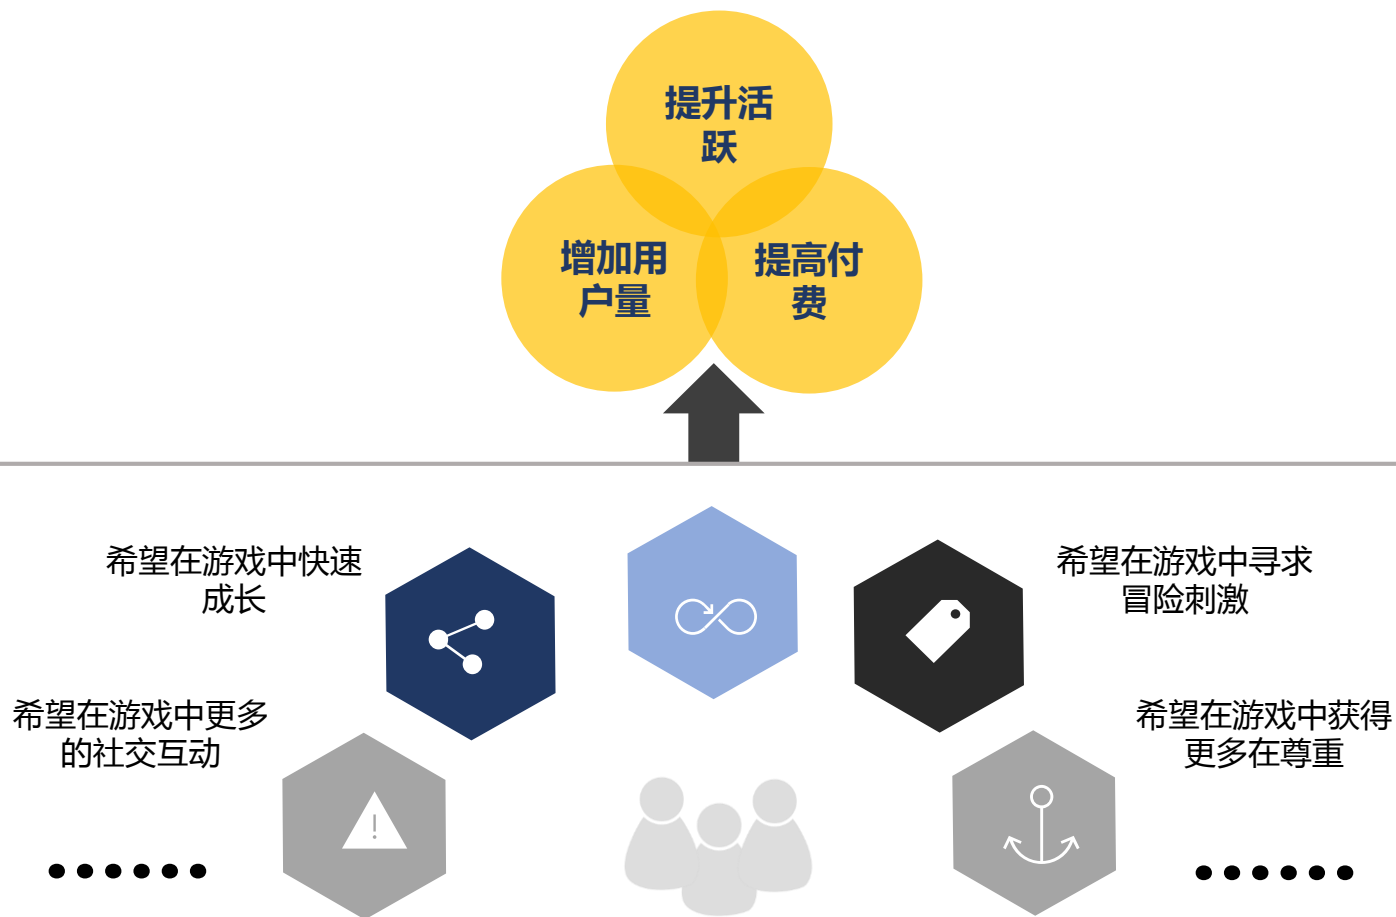 提升活
跃
增加用
户量
提高付
费
希望在游戏中快速
成长
希望在游戏中寻求
冒险刺激
希望在游戏中更多
的社交互动
希望在游戏中获得
更多在尊重
••••••
••••••